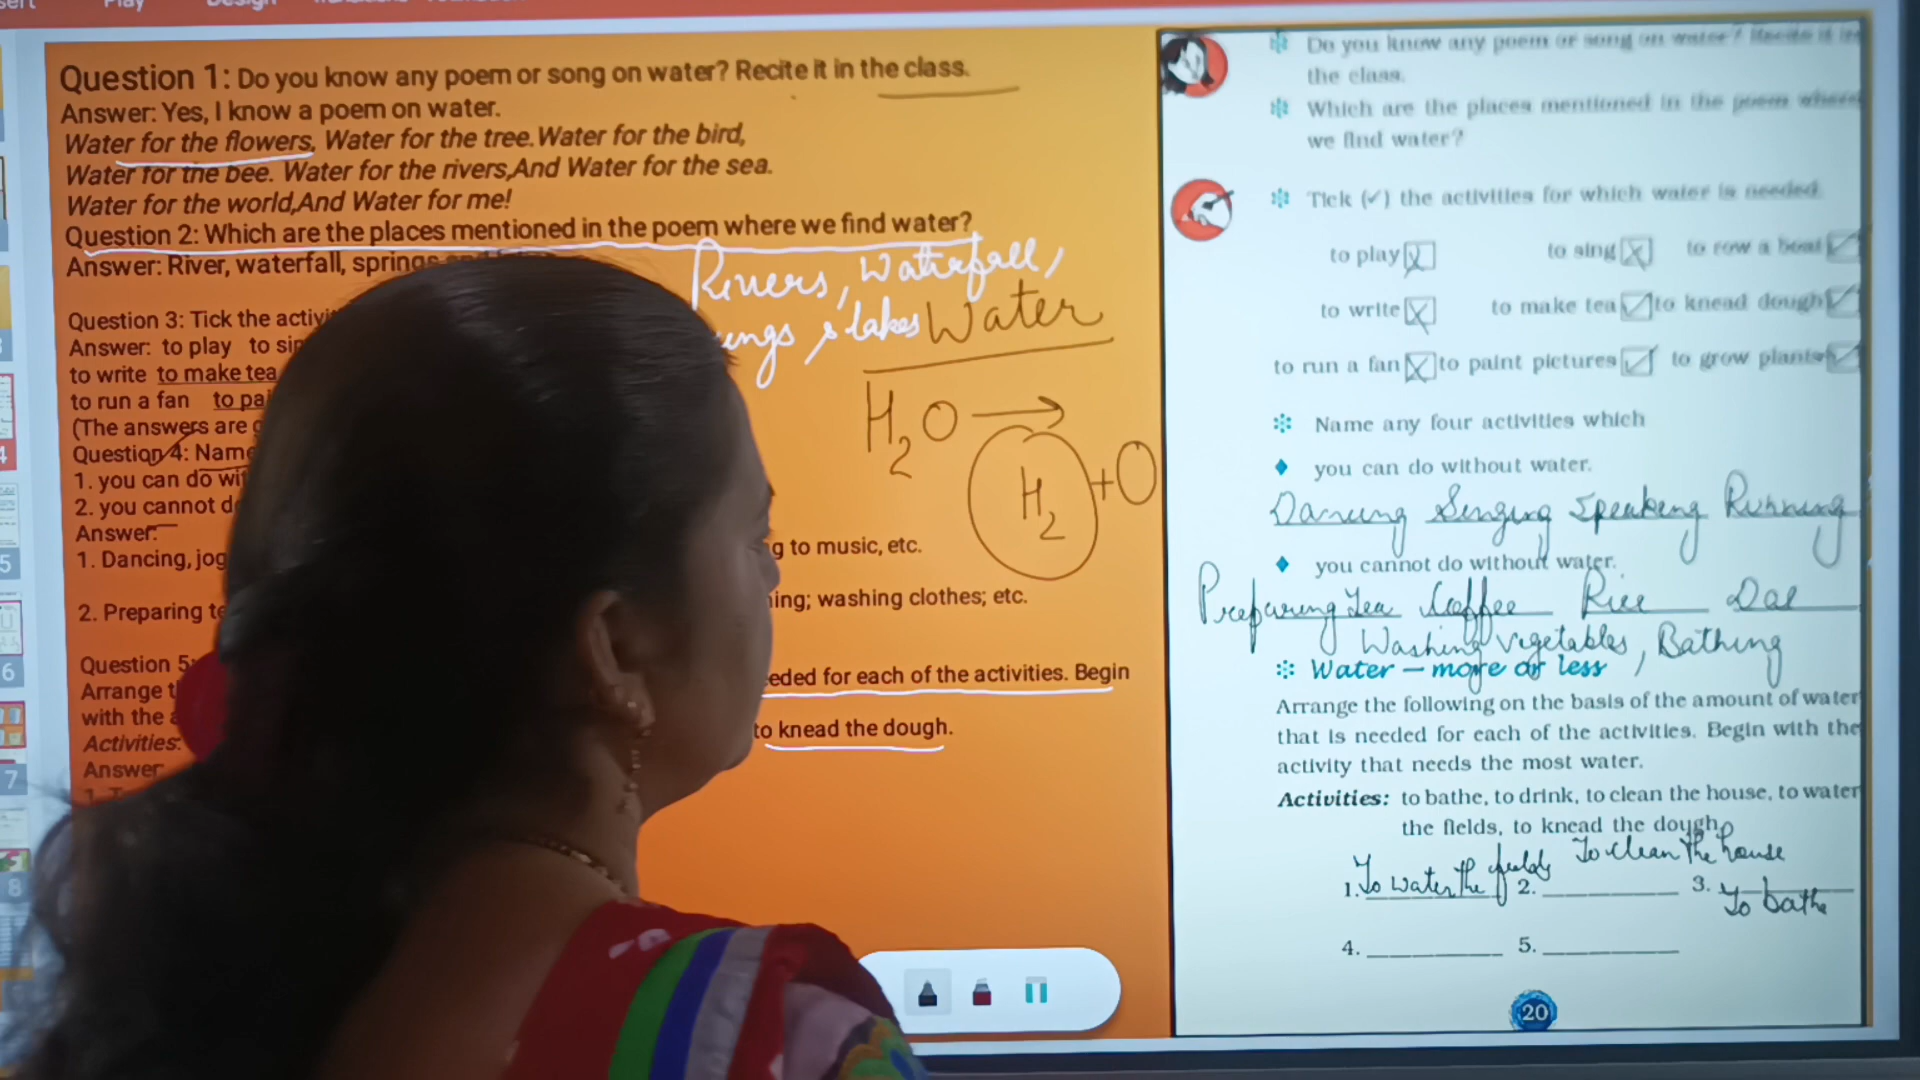 Play
Design
Question 1: Do you know any poem or song on water? Recite it in the class.
Answer: Yes, I know a poem on water.
Water for the flowers, Water for the tree.Water for the bird,
Water for the bee. Water for the rivers,And Water for the sea.
Water for the world,And Water for me!
Question 2: Which are the places mentioned in the poem where we find water?
Answer: River, waterfall, springs
Rivers, Waterfall,
& lakes
Water
H2O →
H2 + O
Question 3: Tick the
Answer: to play to
to write to make tea
to run a fan to
(The answers are
Question 4: Name
1. you can do
2. you cannot
Answer:
1. Dancing,
g to music, etc.
2. Preparing
ing; washing clothes; etc.
Question 5:
Arrange
eded for each of the activities. Begin
with the
Activities:
to knead the dough.
Answer
Do you know any poem or song on water? Recite it in
the class.
Which are the places mentioned in the poem where
we find water?
Tick (✓) the activities for which water is needed.
to play to sing to row a boat
to write to make tea to knead dough
to run a fan to paint pictures to grow plants
Name any four activities which
you can do without water.
Dancing Singing Speaking Running
you cannot do without water.
Preparing Tea Coffee Rice Dal
Washing vegetables, Bathing
Water – more or less
Arrange the following on the basis of the amount of water
that is needed for each of the activities. Begin with the
activity that needs the most water.
Activities: to bathe, to drink, to clean the house, to water
the fields, to knead the dough
1. To water the fields 2. To clean the house 3. To bathe
4. 5.
20
5
6
7
8